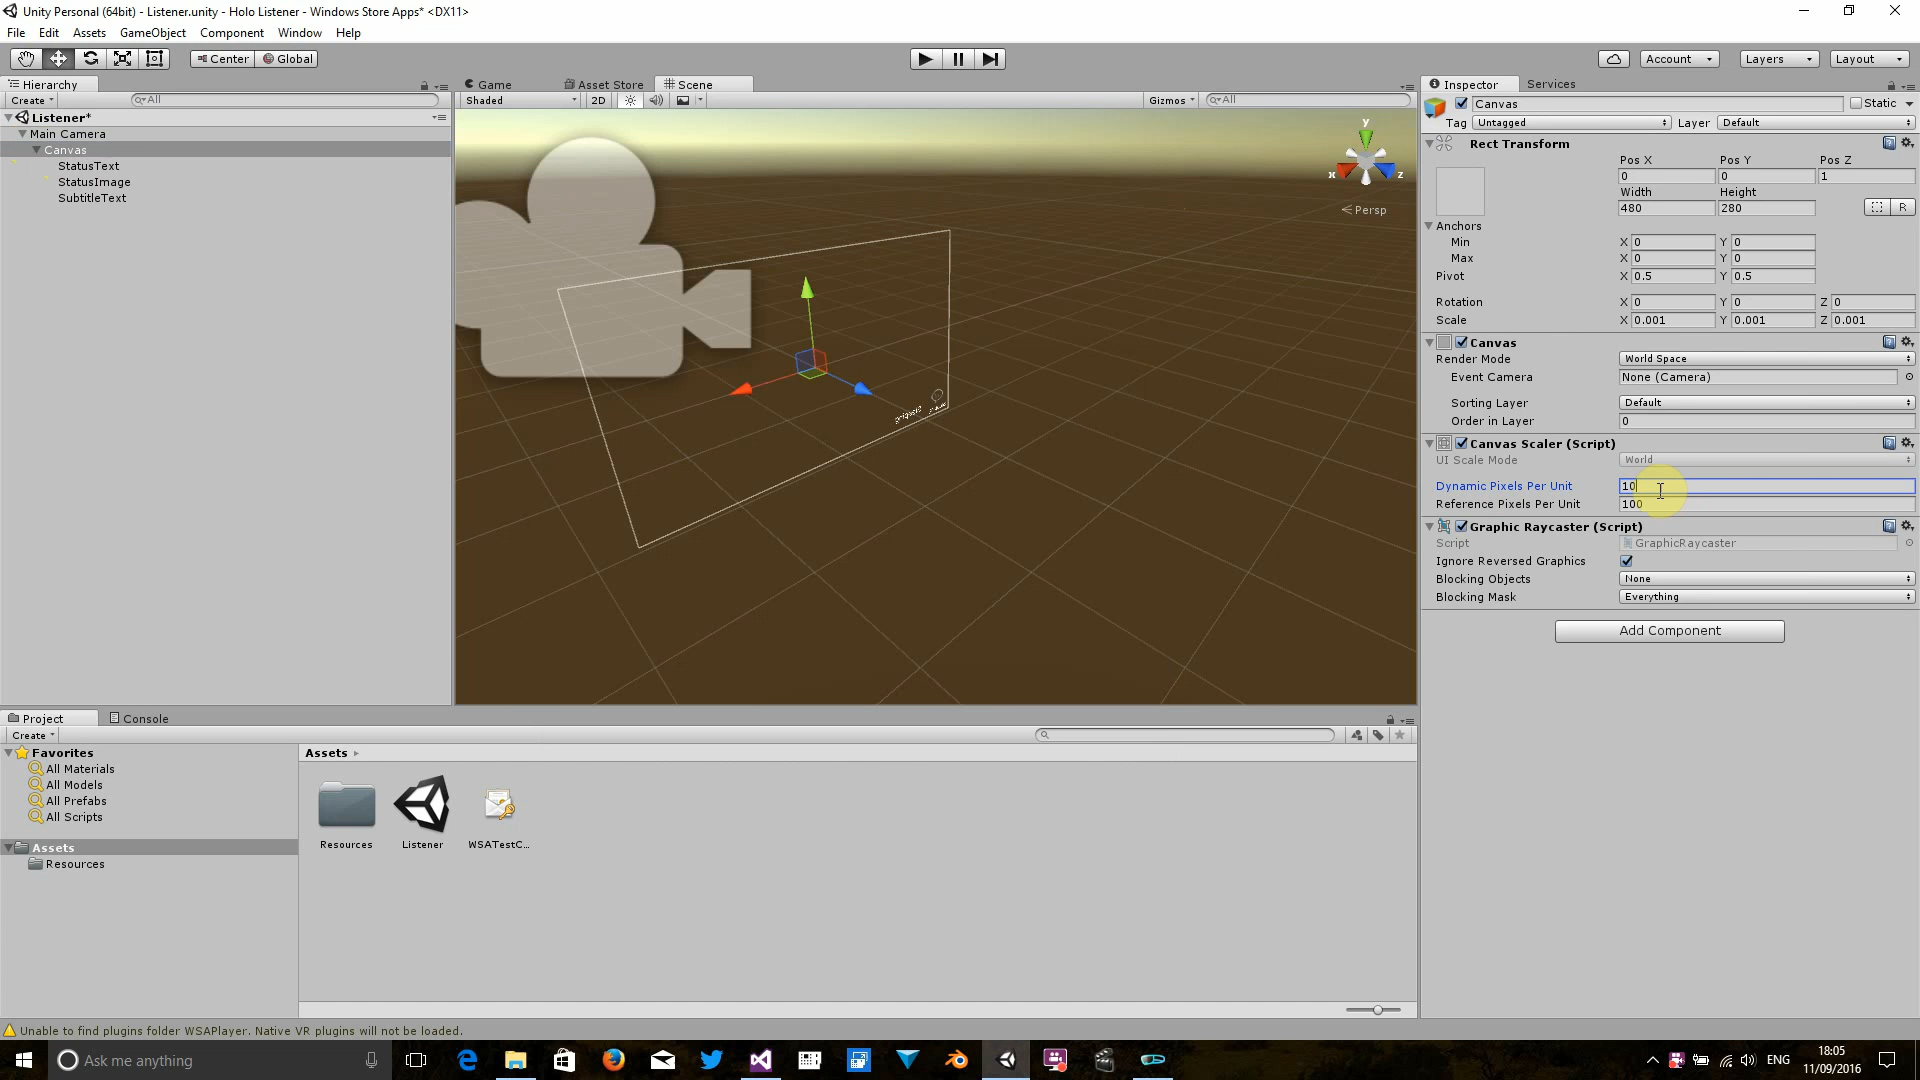 Unity Personal (64bit) - Listener.unity - Holo Listener - Windows Store Apps* <DX11>
File Edit Assets GameObject Component Window Help
Center Global Account Layers Layout
Hierarchy
Create All
Listener*
Main Camera
Canvas
StatusText
StatusImage
SubtitleText
Game Asset Store Scene
Shaded 2D Gizmos All
y
x z
< Persp
Inspector Services
Canvas Static
Tag Untagged Layer Default
Rect Transform
Pos X Pos Y Pos Z
0 0 1
Width Height
480 280 R
Anchors
Min X 0 Y 0
Max X 0 Y 0
Pivot X 0.5 Y 0.5
Rotation X 0 Y 0 Z 0
Scale X 0.001 Y 0.001 Z 0.001
Canvas
Render Mode World Space
Event Camera None (Camera)
Sorting Layer Default
Order in Layer 0
Canvas Scaler (Script)
UI Scale Mode World
Dynamic Pixels Per Unit 10
Reference Pixels Per Unit 100
Graphic Raycaster (Script)
Script GraphicRaycaster
Ignore Reversed Graphics
Blocking Objects None
Blocking Mask Everything
Add Component
Project Console
Create
Favorites
All Materials
All Models
All Prefabs
All Scripts
Assets
Resources
Assets
Resources Listener WSATestC...
Unable to find plugins folder WSAPlayer. Native VR plugins will not be loaded.
Ask me anything
ENG
18:05
11/09/2016